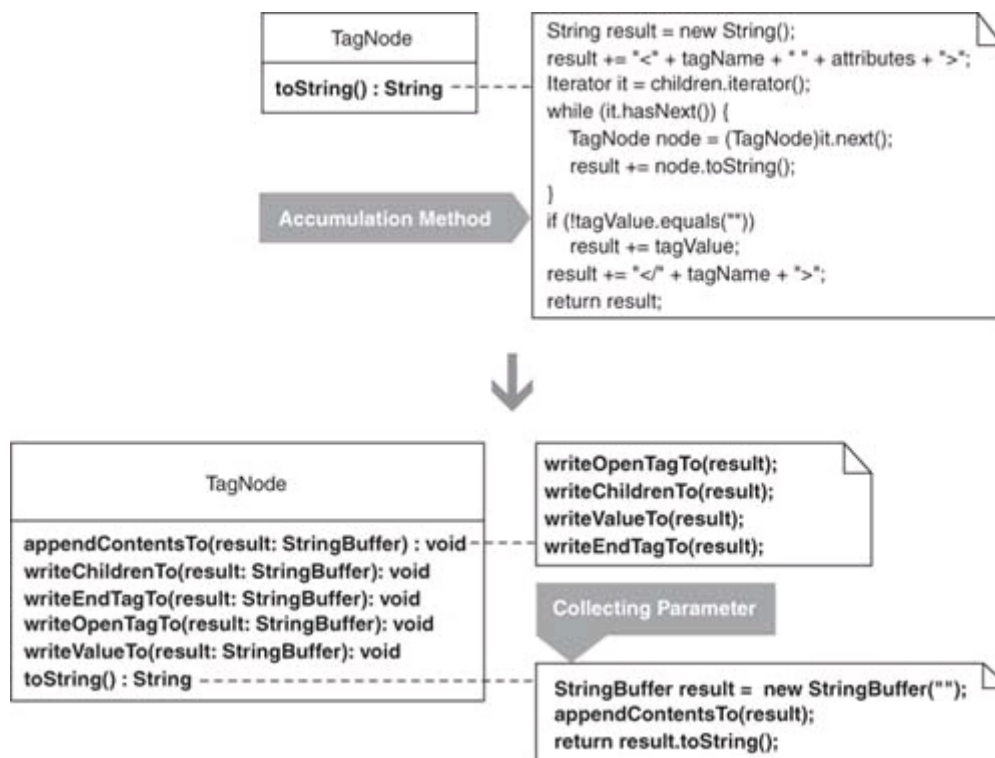 TagNode
toString() : String
String result = new String();
result += "<" + tagName + " " + attributes + ">";
Iterator it = children.iterator();
while (it.hasNext()) {
TagNode node = (TagNode)it.next();
result += node.toString();
}
if (!tagValue.equals(""))
result += tagValue;
result += "</" + tagName + ">";
return result;
Accumulation Method
TagNode
appendContentsTo(result: StringBuffer) : void
writeChildrenTo(result: StringBuffer): void
writeEndTagTo(result: StringBuffer): void
writeOpenTagTo(result: StringBuffer): void
writeValueTo(result: StringBuffer): void
toString() : String
writeOpenTagTo(result);
writeChildrenTo(result);
writeValueTo(result);
writeEndTagTo(result);
Collecting Parameter
StringBuffer result = new StringBuffer("");
appendContentsTo(result);
return result.toString();